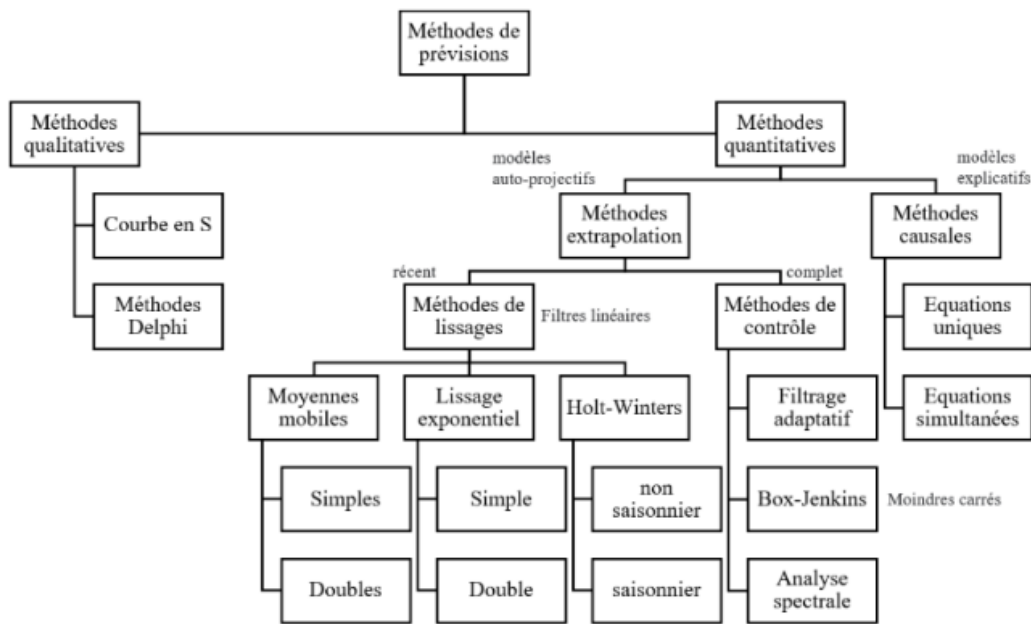 Méthodes de
prévisions
Méthodes
qualitatives
Méthodes
quantitatives
modèles
auto-projectifs
modèles
explicatifs
Courbe en S
Méthodes
extrapolation
Méthodes
causales
Méthodes
Delphi
récent
complet
Méthodes de
lissages
Filtres linéaires
Méthodes de
contrôle
Equations
uniques
Moyennes
mobiles
Lissage
exponentiel
Holt-Winters
Filtrage
adaptatif
Equations
simultanées
Simples
Simple
non
saisonnier
Box-Jenkins
Moindres carrés
Doubles
Double
saisonnier
Analyse
spectrale